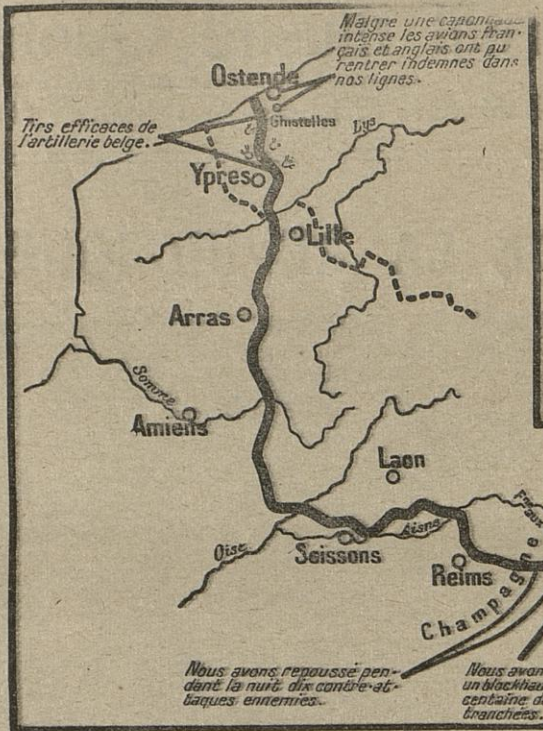 Malgre une canonnade
intense les avions fran-
çais et anglais ont pu
rentrer indemnes dans
nos lignes.
Ostende
Ghistelles
Tirs efficaces de
l'artillerie belge.
Lys
Ypres
Lille
Arras
Somme
Amiens
Laon
Oise
Soissons
Aisne
Reims
Champagne
Nous avons repoussé pen-
dant la nuit dix contre-at-
taques ennemies.
Nous avon
un blockhau
centaine d
tranchées.